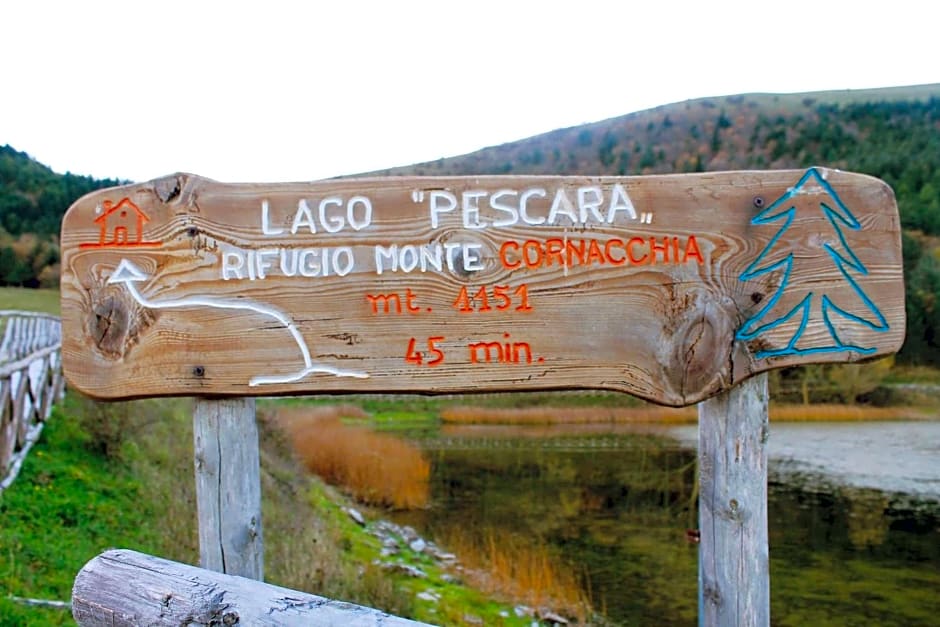 LAGO "PESCARA„
RIFUGIO MONTE CORNACCHIA
mt. 1151
45 min.